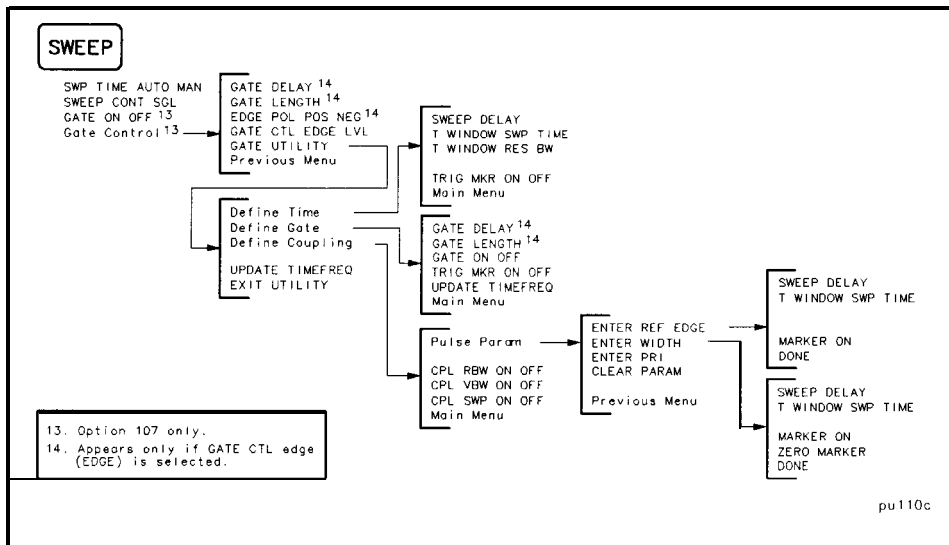 SWEEP
SWP TIME AUTO MAN
SWEEP CONT SGL
GATE ON OFF 13
Gate Control 13
GATE DELAY 14
GATE LENGTH 14
EDGE POL POS NEG 14
GATE CTL EDGE LVL
GATE UTILITY
Previous Menu
Define Time
Define Gate
Define Coupling
UPDATE TIMEFREQ
EXIT UTILITY
SWEEP DELAY
T WINDOW SWP TIME
T WINDOW RES BW
TRIG MKR ON OFF
Main Menu
GATE DELAY 14
GATE LENGTH 14
GATE ON OFF
TRIG MKR ON OFF
UPDATE TIMEFREQ
Main Menu
Pulse Param
CPL RBW ON OFF
CPL VBW ON OFF
CPL SWP ON OFF
Main Menu
ENTER REF EDGE
ENTER WIDTH
ENTER PRI
CLEAR PARAM
Previous Menu
SWEEP DELAY
T WINDOW SWP TIME
MARKER ON
DONE
SWEEP DELAY
T WINDOW SWP TIME
MARKER ON
ZERO MARKER
DONE
13. Option 107 only.
14. Appears only if GATE CTL edge
(EDGE) is selected.
pu110c